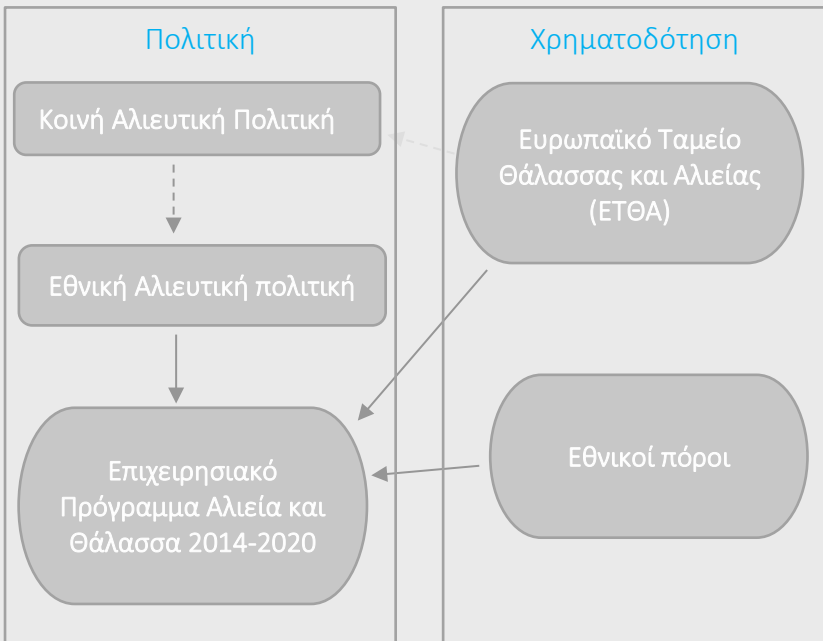 Πολιτική
Κοινή Αλιευτική Πολιτική
Εθνική Αλιευτική πολιτική
Επιχειρησιακό
Πρόγραμμα Αλιεία και
Θάλασσα 2014-2020
Χρηματοδότηση
Ευρωπαϊκό Ταμείο
Θάλασσας και Αλιείας
(ΕΤΘΑ)
Εθνικοί πόροι